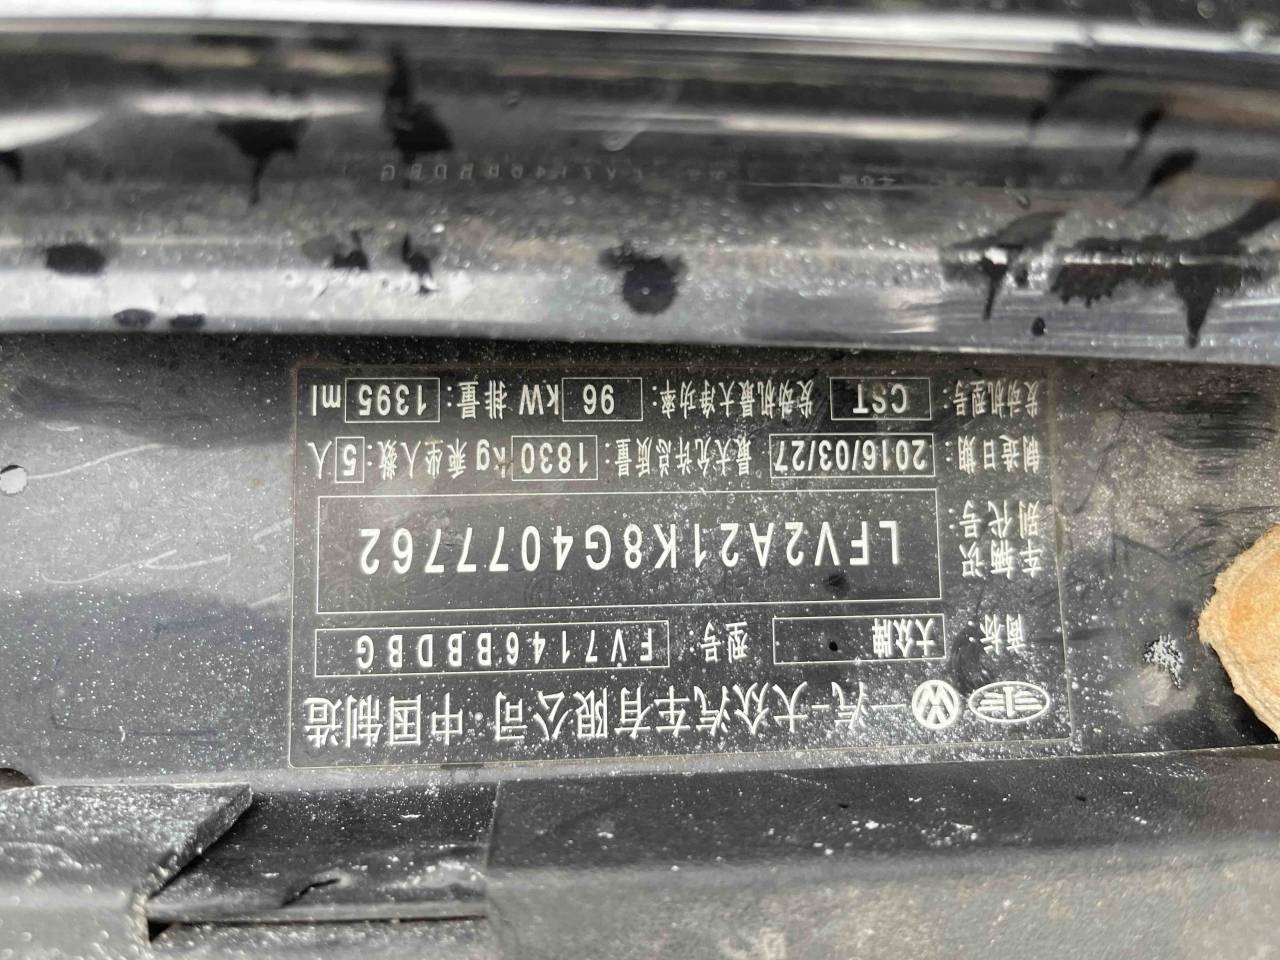 一汽-大众汽车有限公司·中国制造
商标: 大众牌 型号: FV7146BBDBG
车辆识别代号: LFV2A21K8G4077762
制造日期: 2016/03/27 最大允许总质量: 1830 kg 乘坐人数: 5 人
发动机型号: CST 发动机最大净功率: 96 kW 排量: 1395 ml